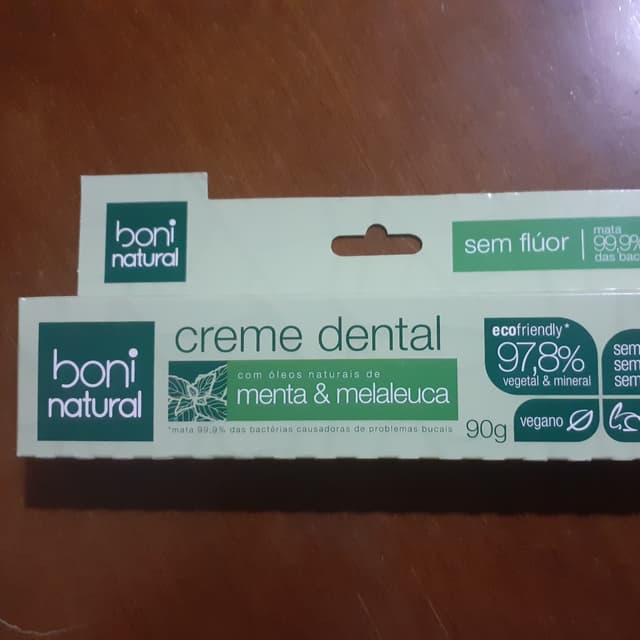 boni
natural
sem flúor
mata
99,9%
das bac
boni
natural
creme dental
com óleos naturais de
menta & melaleuca
*mata 99,9% das bactérias causadoras de problemas bucais
90g
ecofriendly*
97,8%
vegetal & mineral
vegano
sem
sem
sem